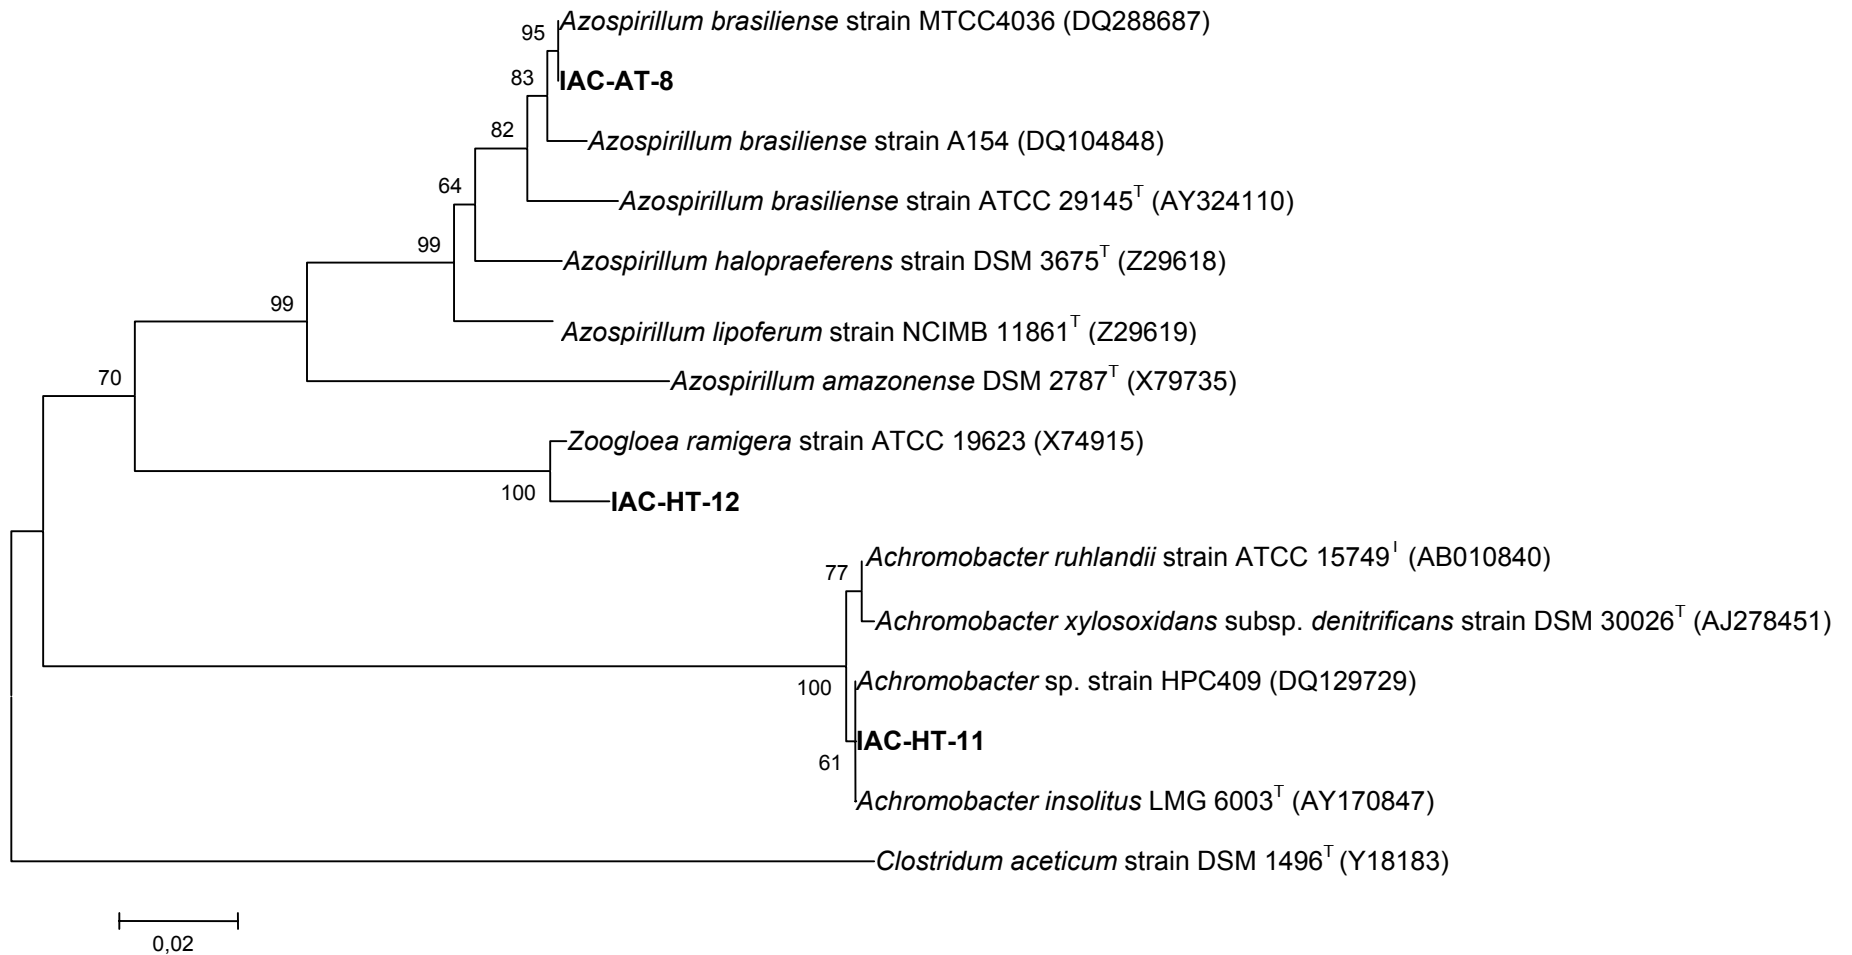 Azospirillum brasiliense strain MTCC4036 (DQ288687)
95
IAC-AT-8
83
82
Azospirillum brasiliense strain A154 (DQ104848)
64
Azospirillum brasiliense strain ATCC 29145T (AY324110)
99
Azospirillum halopraeferens strain DSM 3675T (Z29618)
99
Azospirillum lipoferum strain NCIMB 11861T (Z29619)
70
Azospirillum amazonense DSM 2787T (X79735)
Zoogloea ramigera strain ATCC 19623 (X74915)
100
IAC-HT-12
Achromobacter ruhlandii strain ATCC 15749T (AB010840)
77
Achromobacter xylosoxidans subsp. denitrificans strain DSM 30026T (AJ278451)
100
Achromobacter sp. strain HPC409 (DQ129729)
IAC-HT-11
61
Achromobacter insolitus LMG 6003T (AY170847)
Clostridum aceticum strain DSM 1496T (Y18183)
0,02